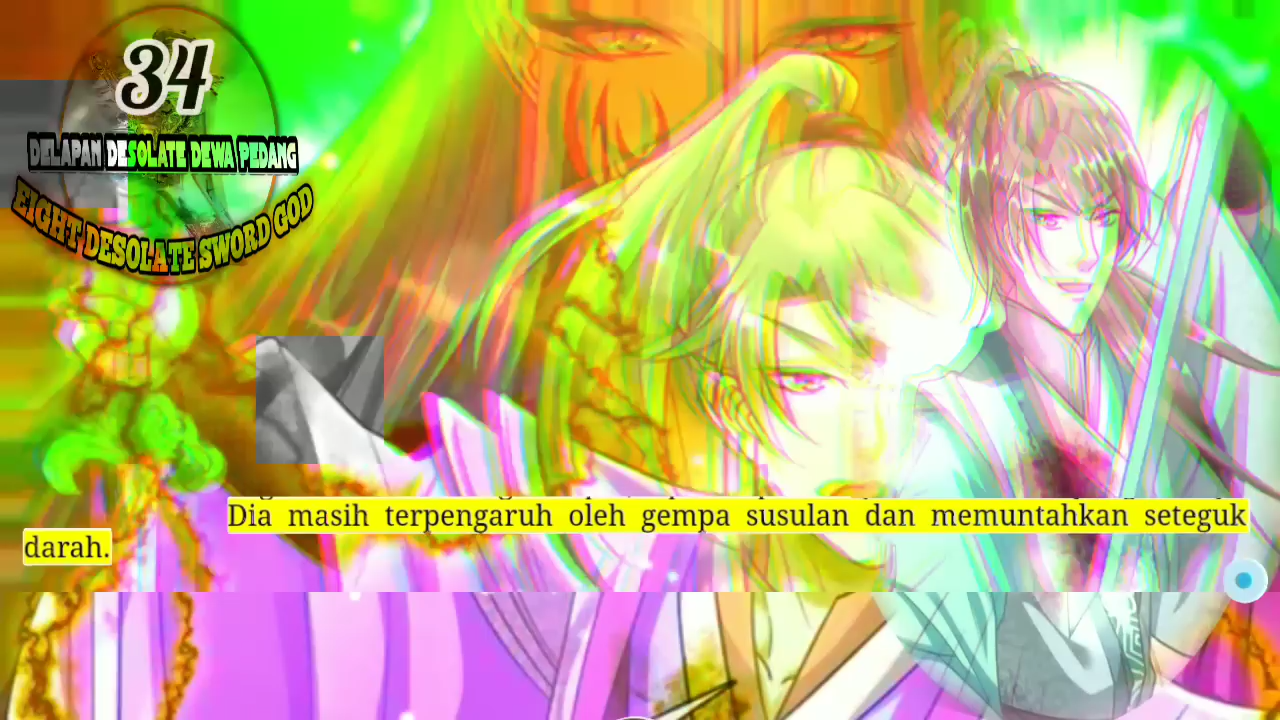 34
DELAPAN DESOLATE DEWA PEDANG
EIGHT DESOLATE SWORD GOD
Dia masih terpengaruh oleh gempa susulan dan memuntahkan seteguk
darah.